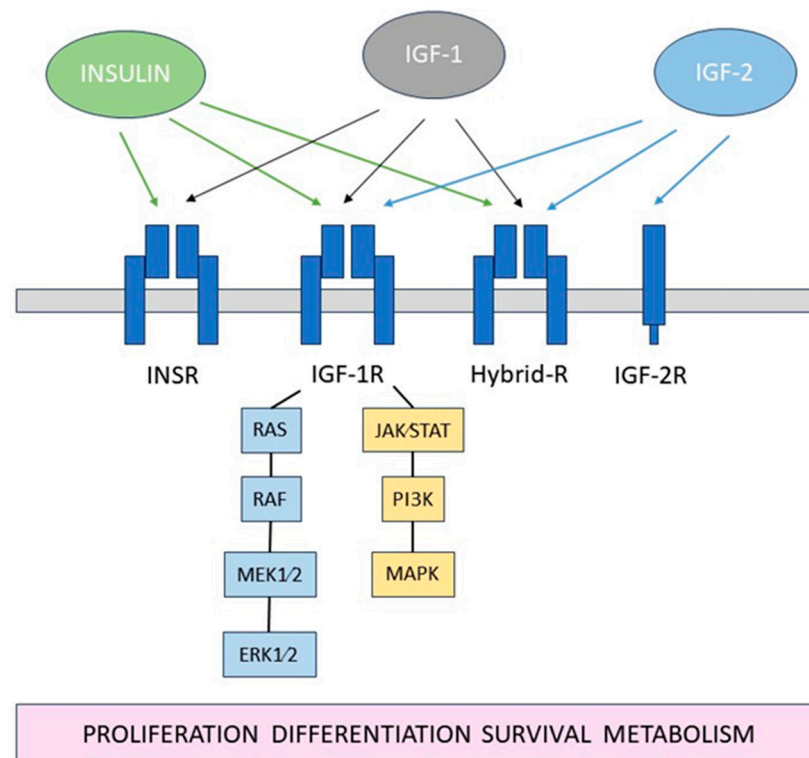 INSULIN
IGF-1
IGF-2
INSR
IGF-1R
Hybrid-R
IGF-2R
RAS
JAK/STAT
RAF
PI3K
MEK1/2
MAPK
ERK1/2
PROLIFERATION DIFFERENTIATION SURVIVAL METABOLISM